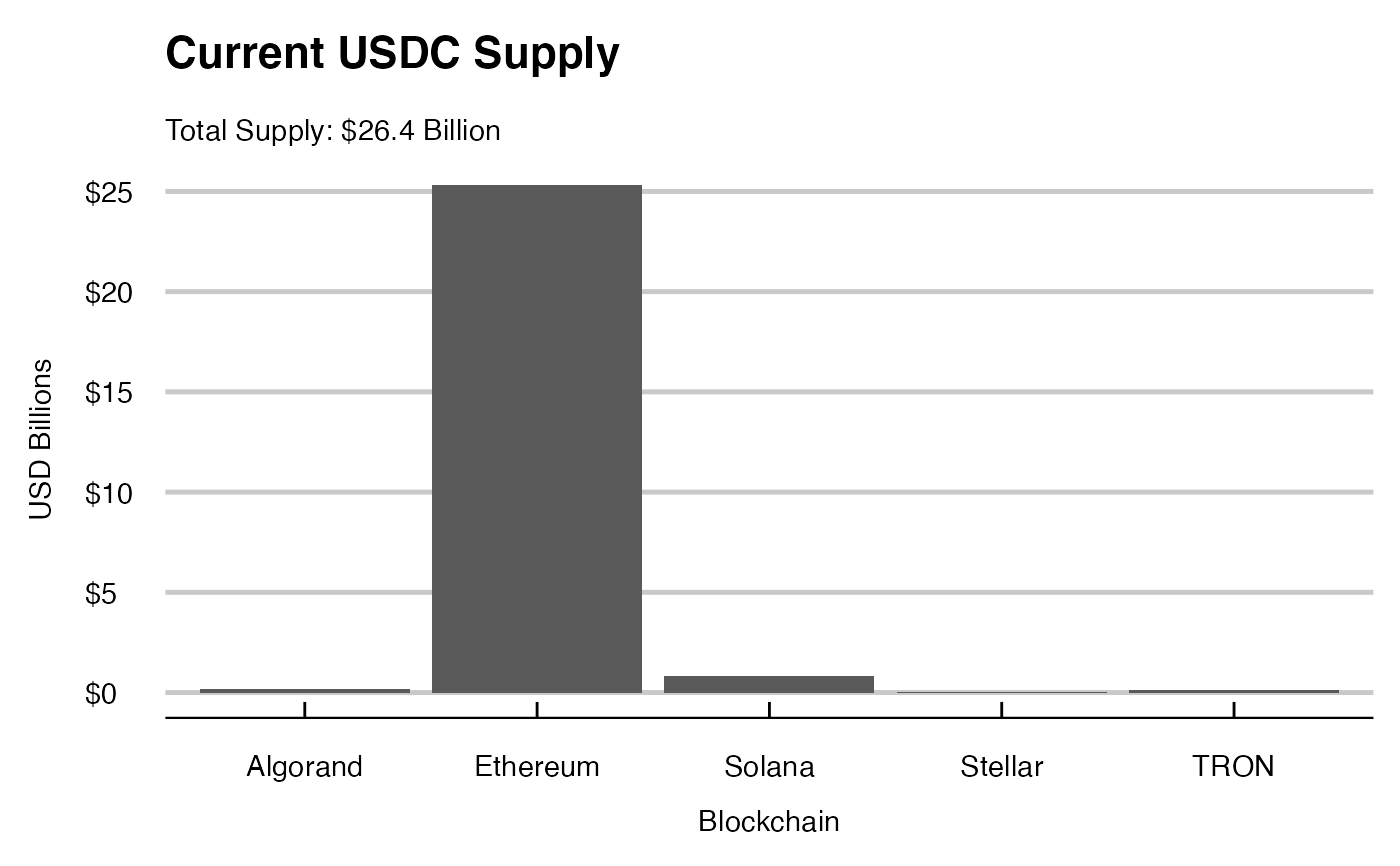 Current USDC Supply
Total Supply: $26.4 Billion
USD Billions
$25
$20
$15
$10
$5
$0
Algorand Ethereum Solana Stellar TRON
Blockchain